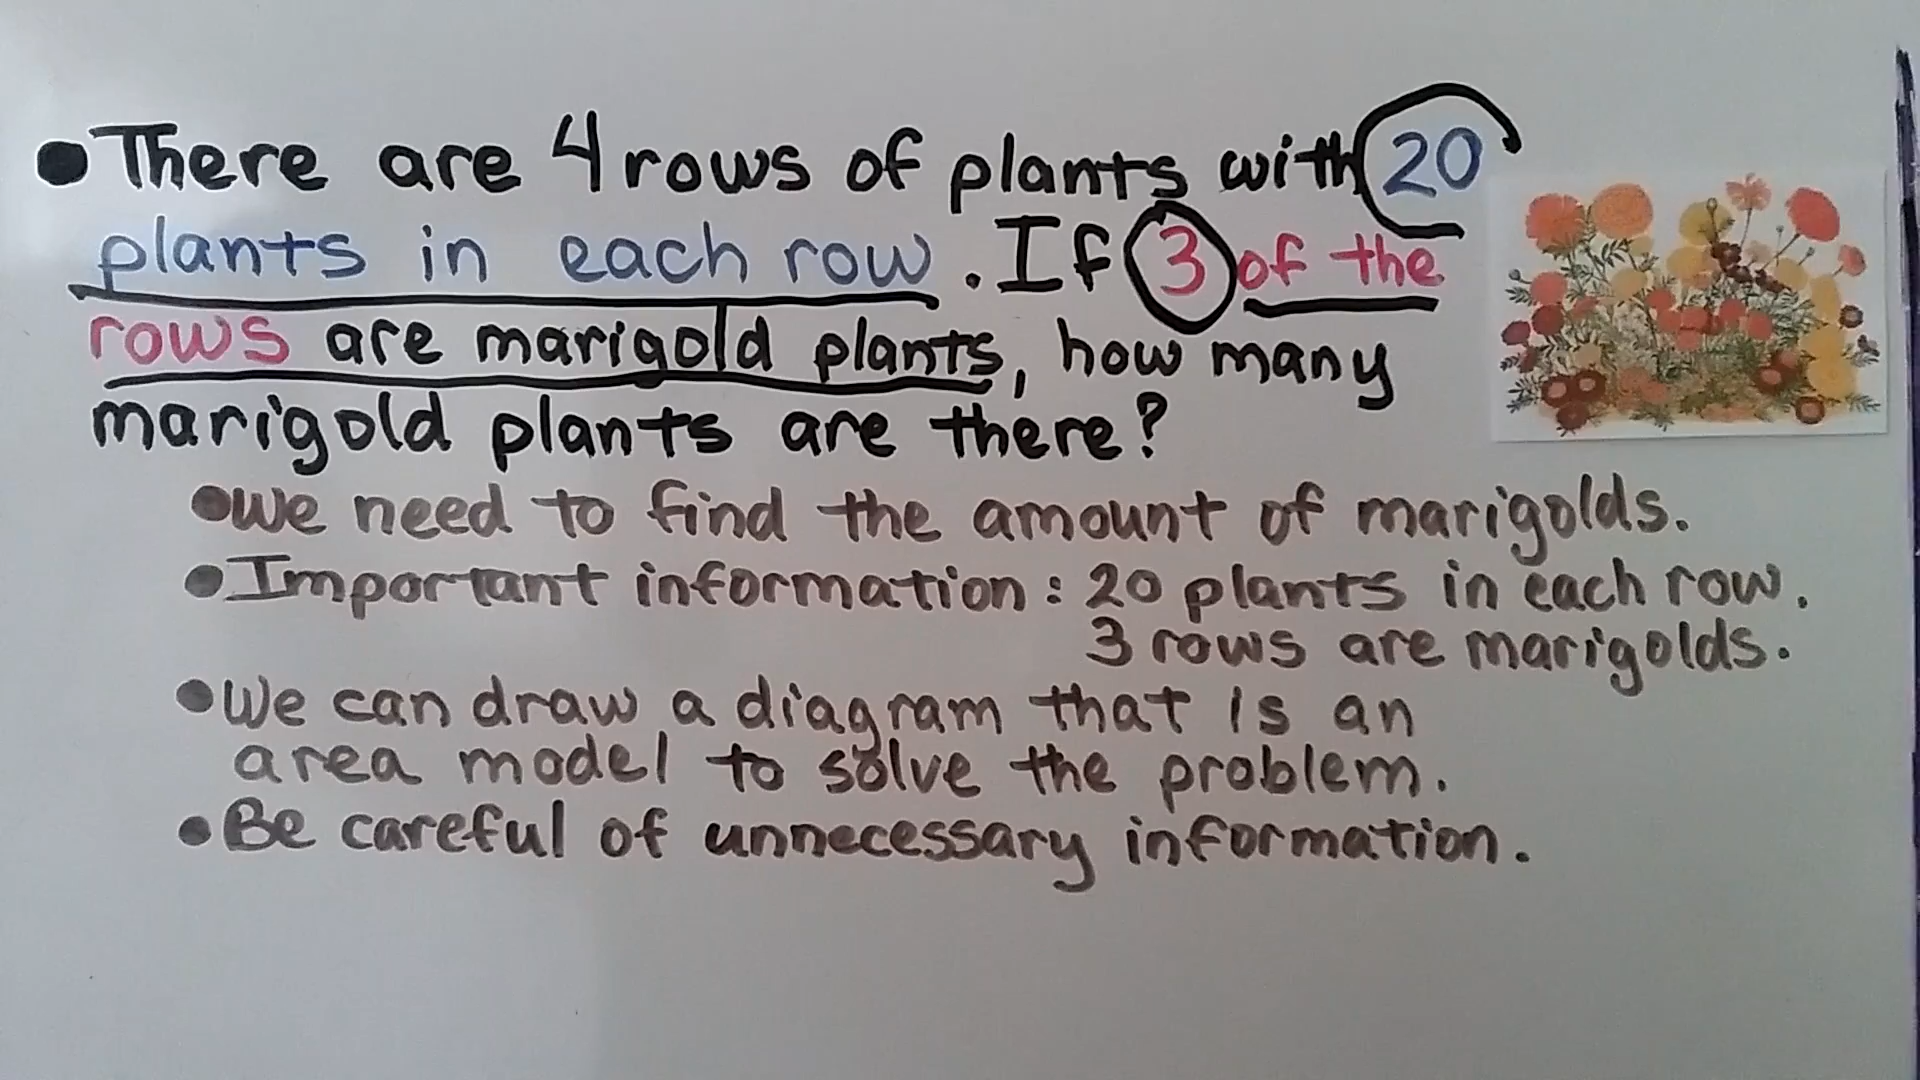 • There are 4 rows of plants with 20
plants in each row. If 3 of the
rows are marigold plants, how many
marigold plants are there?
• We need to find the amount of marigolds.
• Important information: 20 plants in each row.
3 rows are marigolds.
• We can draw a diagram that is an
area model to solve the problem.
• Be careful of unnecessary information.